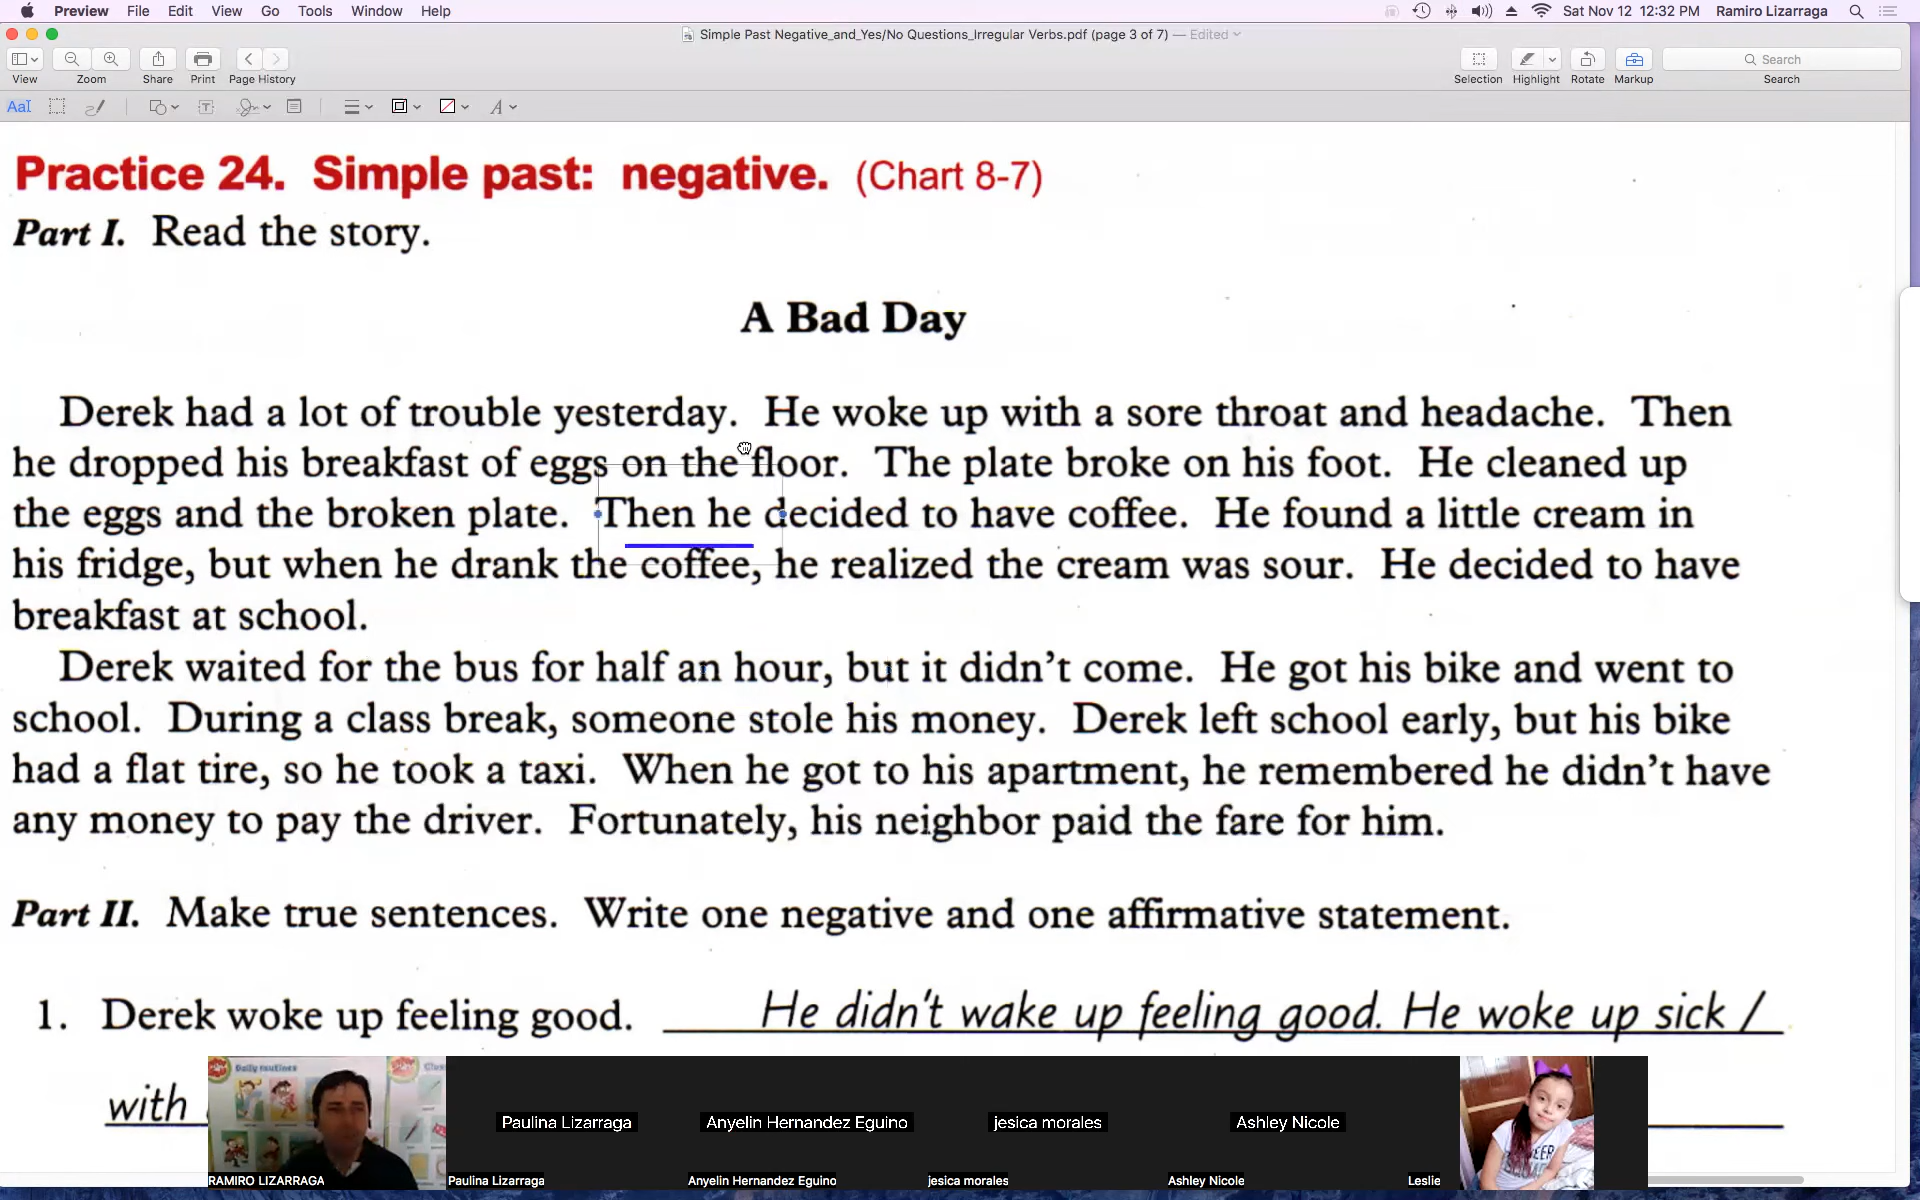 Preview File Edit View Go Tools Window Help Sat Nov 12 12:32 PM Ramiro Lizarraga
Simple Past Negative_and_Yes/No Questions_Irregular Verbs.pdf (page 3 of 7) — Edited
View Zoom Share Print Page History Selection Highlight Rotate Markup Search
Search
AaI T A
Practice 24. Simple past: negative. (Chart 8-7)
Part I. Read the story.
A Bad Day
Derek had a lot of trouble yesterday. He woke up with a sore throat and headache. Then
he dropped his breakfast of eggs on the floor. The plate broke on his foot. He cleaned up
the eggs and the broken plate. Then he decided to have coffee. He found a little cream in
his fridge, but when he drank the coffee, he realized the cream was sour. He decided to have
breakfast at school.
Derek waited for the bus for half an hour, but it didn't come. He got his bike and went to
school. During a class break, someone stole his money. Derek left school early, but his bike
had a flat tire, so he took a taxi. When he got to his apartment, he remembered he didn't have
any money to pay the driver. Fortunately, his neighbor paid the fare for him.
Part II. Make true sentences. Write one negative and one affirmative statement.
1. Derek woke up feeling good. He didn't wake up feeling good. He woke up sick /
with
Daily routines
Paulina Lizarraga Anyelin Hernandez Eguino jesica morales Ashley Nicole
RAMIRO LIZARRAGA Paulina Lizarraga Anyelin Hernandez Eguino jesica morales Ashley Nicole Leslie